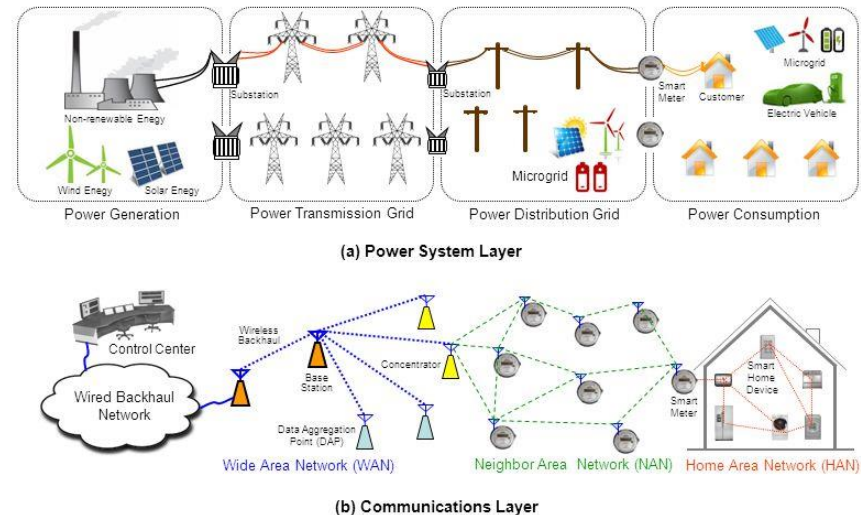 Non-renewable Enegy
Wind Enegy
Solar Enegy
Power Generation
Substation
Power Transmission Grid
Substation
Microgrid
Power Distribution Grid
Smart
Meter
Customer
Microgrid
Electric Vehicle
Power Consumption
(a) Power System Layer
Control Center
Wired Backhaul
Network
Wireless
Backhaul
Base
Station
Concentrator
Data Aggregation
Point (DAP)
Wide Area Network (WAN)
Neighbor Area Network (NAN)
Smart
Meter
Smart
Home
Device
Home Area Network (HAN)
(b) Communications Layer